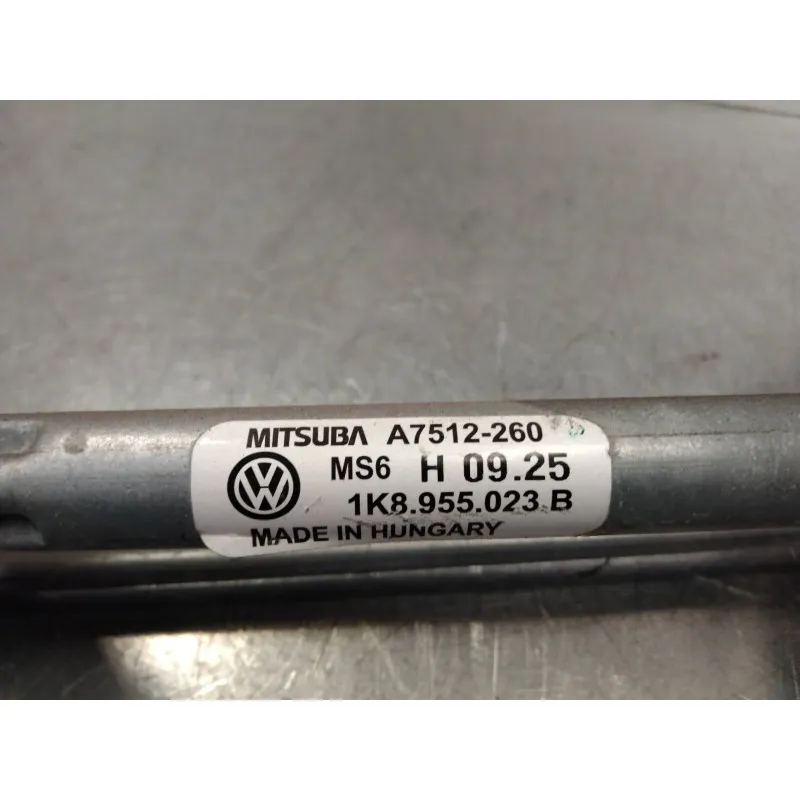 MITSUBA A7512-260
MS6 H 09.25
1K8.955.023.B
MADE IN HUNGARY